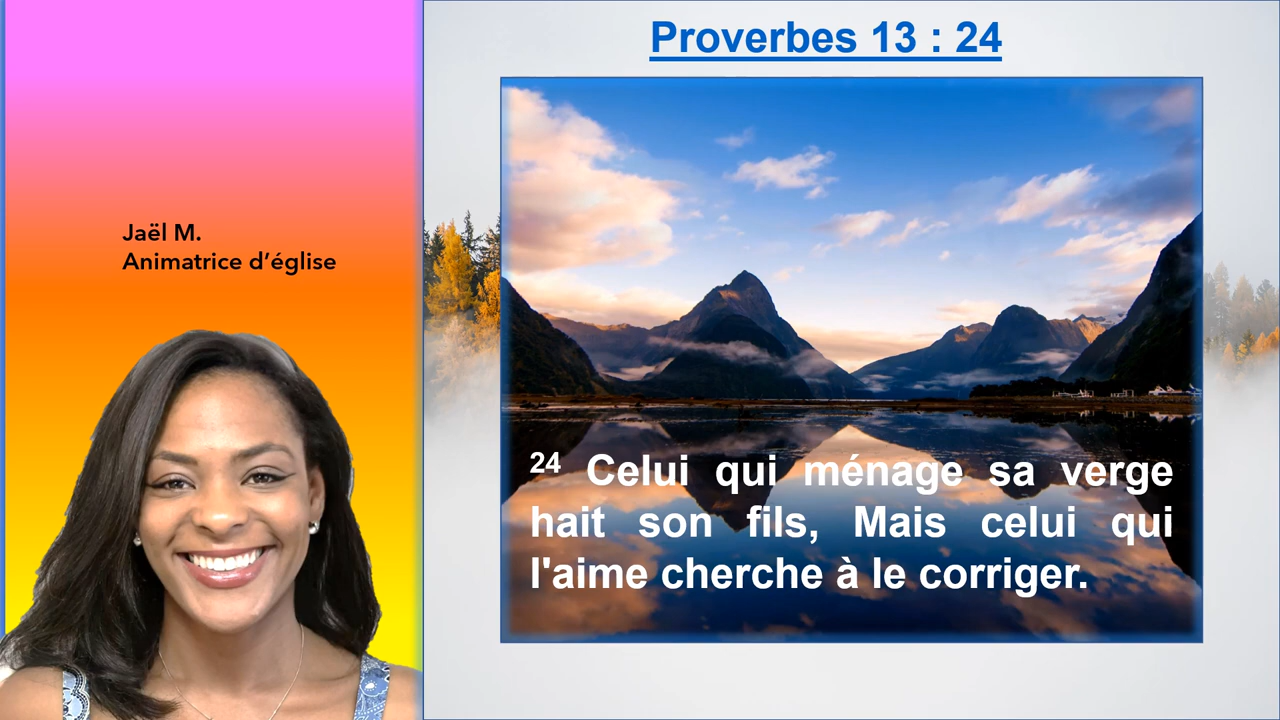 Proverbes 13 : 24
Jaël M.
Animatrice d’église
24 Celui qui ménage sa verge
hait son fils, Mais celui qui
l'aime cherche à le corriger.